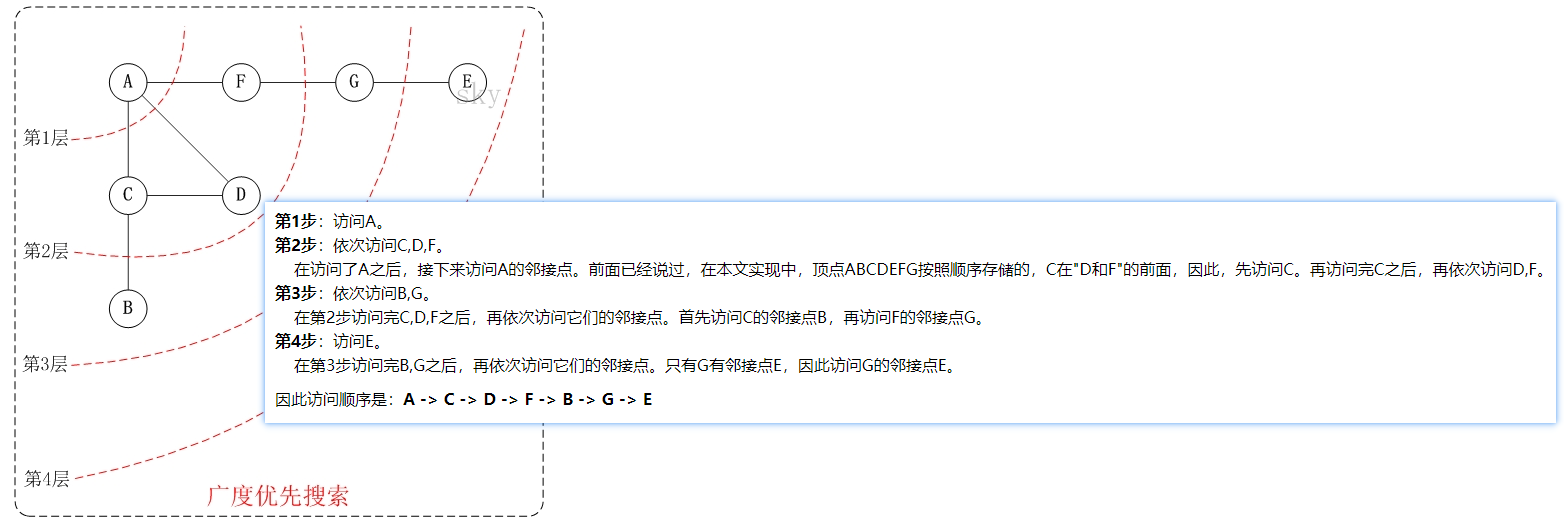 A F G E
sky
第1层
C D
第2层
B
第3层
第4层
广度优先搜索
第1步：访问A。
第2步：依次访问C,D,F。
在访问了A之后，接下来访问A的邻接点。前面已经说过，在本文实现中，顶点ABCDEFG按照顺序存储的，C在"D和F"的前面，因此，先访问C。再访问完C之后，再依次访问D,F。
第3步：依次访问B,G。
在第2步访问完C,D,F之后，再依次访问它们的邻接点。首先访问C的邻接点B，再访问F的邻接点G。
第4步：访问E。
在第3步访问完B,G之后，再依次访问它们的邻接点。只有G有邻接点E，因此访问G的邻接点E。
因此访问顺序是：A -> C -> D -> F -> B -> G -> E